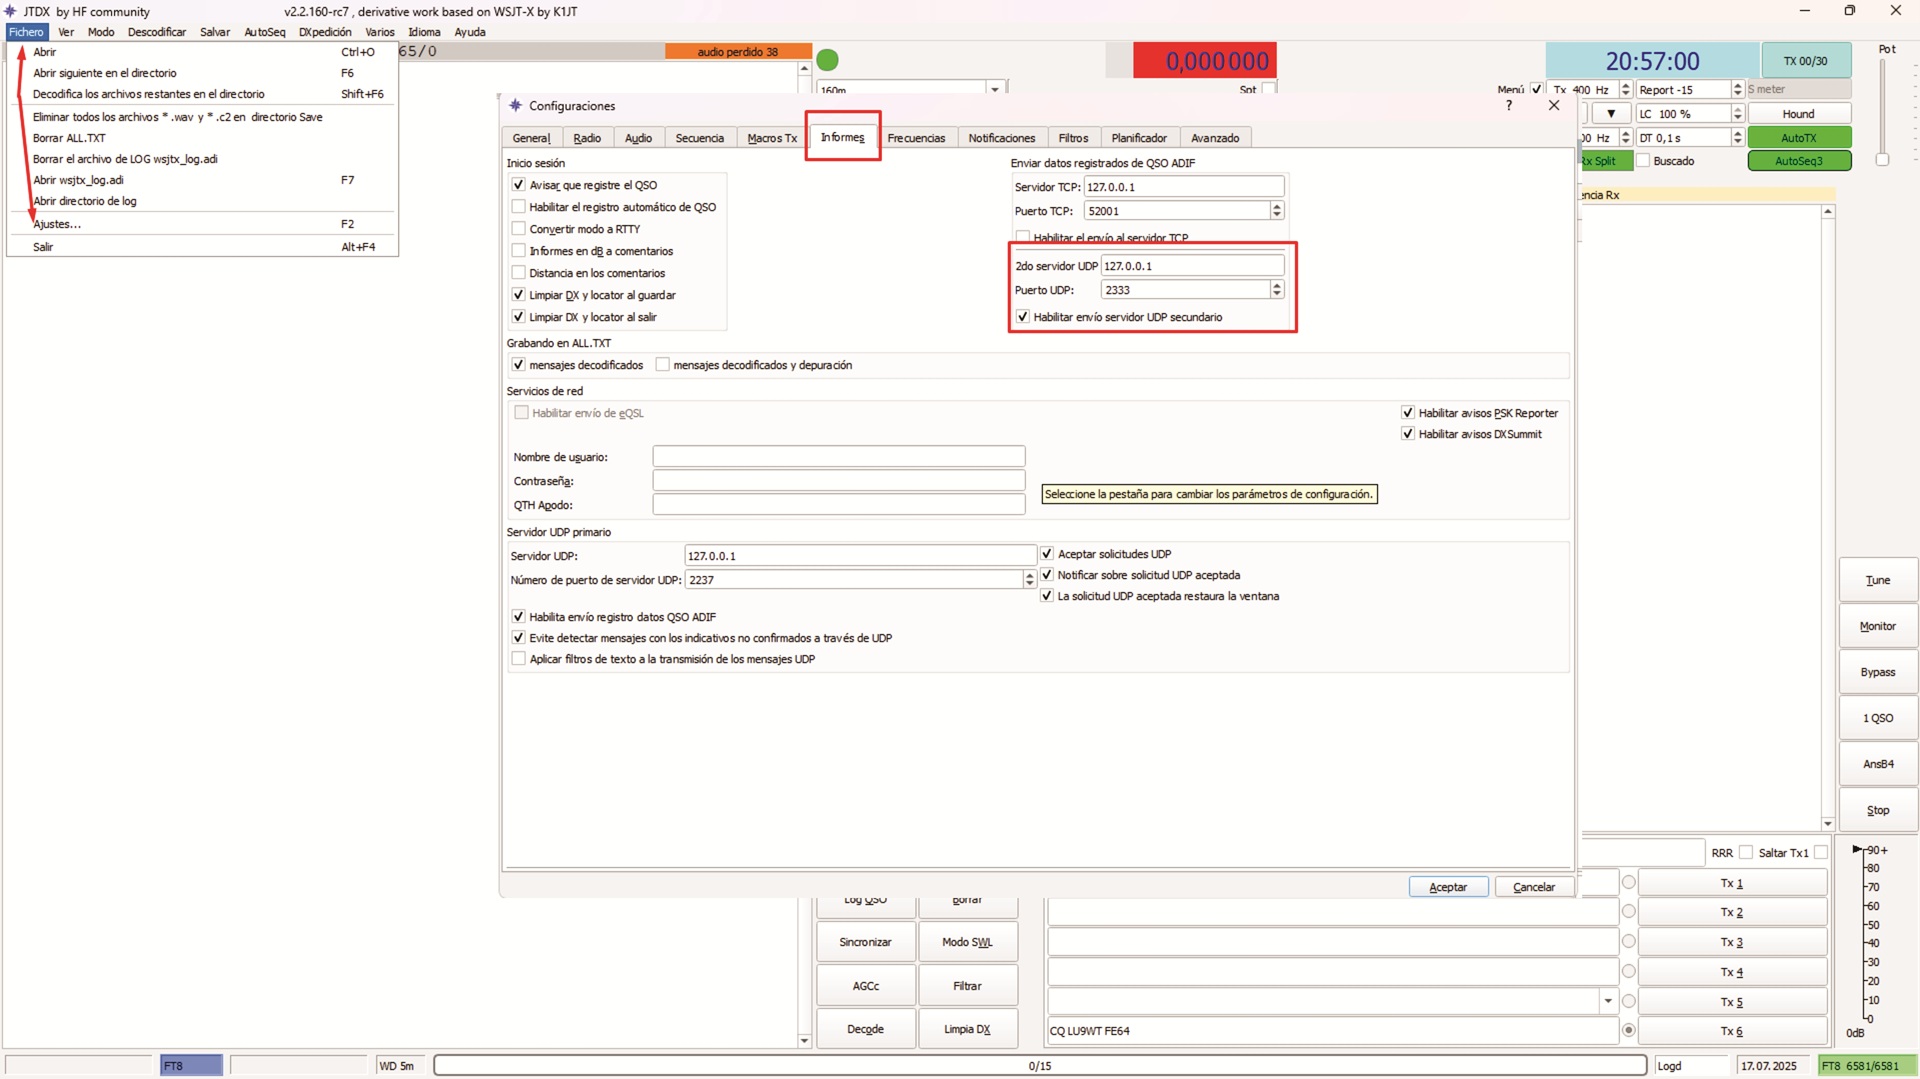 JTDX by HF community v2.2.160-rc7 , derivative work based on WSJT-X by K1JT
Fichero Ver Modo Descodificar Salvar AutoSeq DXpedición Varios Idioma Ayuda
Abrir Ctrl+O
Abrir siguiente en el directorio F6
Decodifica los archivos restantes en el directorio Shift+F6
Eliminar todos los archivos *.wav y *.c2 en directorio Save
Borrar ALL.TXT
Borrar el archivo de LOG wsjtx_log.adi
Abrir wsjtx_log.adi F7
Abrir directorio de log
Ajustes... F2
Salir Alt+F4
65/0
audio perdido 38
160m
0,000000
Spt
20:57:00
TX 00/30
Pot
Menú Tx 400 Hz Report -15 S meter
LC 100 % Hound
00 Hz DT 0,1 s AutoTX
Rx Split Buscado AutoSeq3
encia Rx
Configuraciones ?
General Radio Audio Secuencia Macros Tx Informes Frecuencias Notificaciones Filtros Planificador Avanzado
Inicio sesión
Avisar que registre el QSO
Habilitar el registro automático de QSO
Convertir modo a RTTY
Informes en dB a comentarios
Distancia en los comentarios
Limpiar DX y locator al guardar
Limpiar DX y locator al salir
Enviar datos registrados de QSO ADIF
Servidor TCP: 127.0.0.1
Puerto TCP: 52001
Habilitar el envío al servidor TCP
2do servidor UDP 127.0.0.1
Puerto UDP: 2333
Habilitar envío servidor UDP secundario
Grabando en ALL.TXT
mensajes decodificados mensajes decodificados y depuración
Servicios de red
Habilitar envío de eQSL
Habilitar avisos PSK Reporter
Habilitar avisos DXSummit
Nombre de usuario:
Contraseña:
QTH Apodo:
Seleccione la pestaña para cambiar los parámetros de configuración.
Servidor UDP primario
Servidor UDP: 127.0.0.1
Número de puerto de servidor UDP: 2237
Aceptar solicitudes UDP
Notificar sobre solicitud UDP aceptada
La solicitud UDP aceptada restaura la ventana
Habilita envío registro datos QSO ADIF
Evite detectar mensajes con los indicativos no confirmados a través de UDP
Aplicar filtros de texto a la transmisión de los mensajes UDP
Aceptar Cancelar
Tune
Monitor
Bypass
1 QSO
AnsB4
Stop
Log QSO Borrar
Sincronizar Modo SWL
AGCc Filtrar
Decode Limpia DX
RRR Saltar Tx1
Tx 1
Tx 2
Tx 3
Tx 4
Tx 5
CQ LU9WT FE64 Tx 6
90+
80
70
60
50
40
30
20
10
0
0dB
FT8 WD 5m 0/15 Logd 17.07.2025 FT8 6581/6581